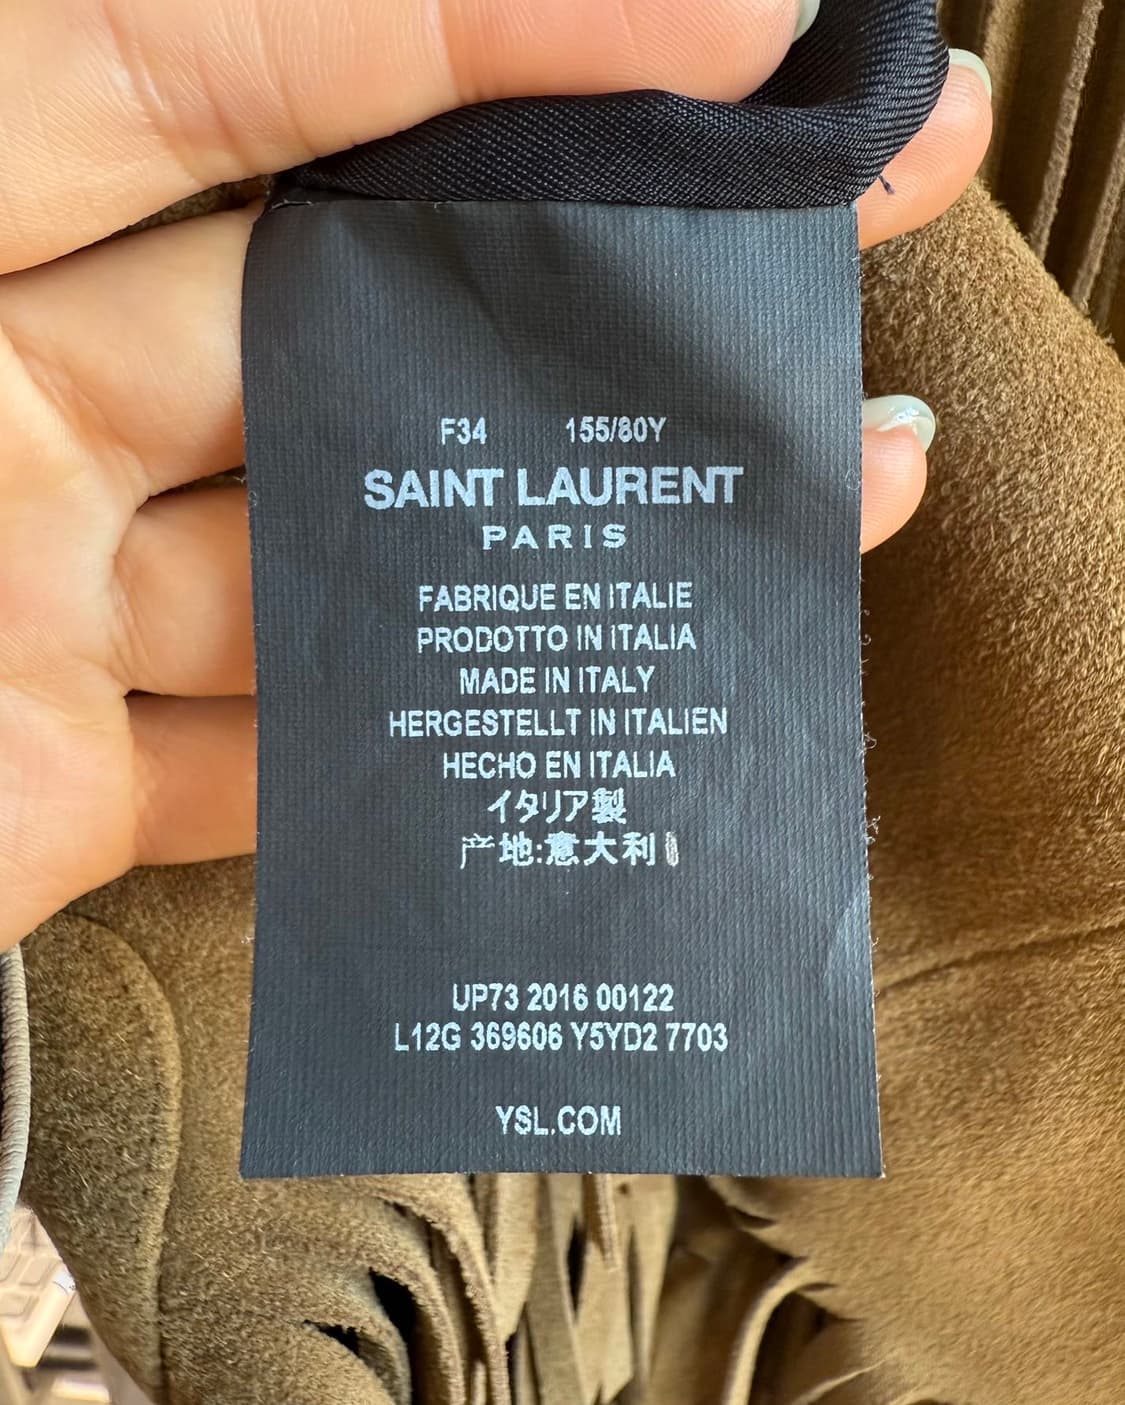 F34 155/80Y
SAINT LAURENT
PARIS
FABRIQUE EN ITALIE
PRODOTTO IN ITALIA
MADE IN ITALY
HERGESTELLT IN ITALIEN
HECHO EN ITALIA
イタリア製
产地:意大利
UP73 2016 00122
L12G 369606 Y5YD2 7703
YSL.COM